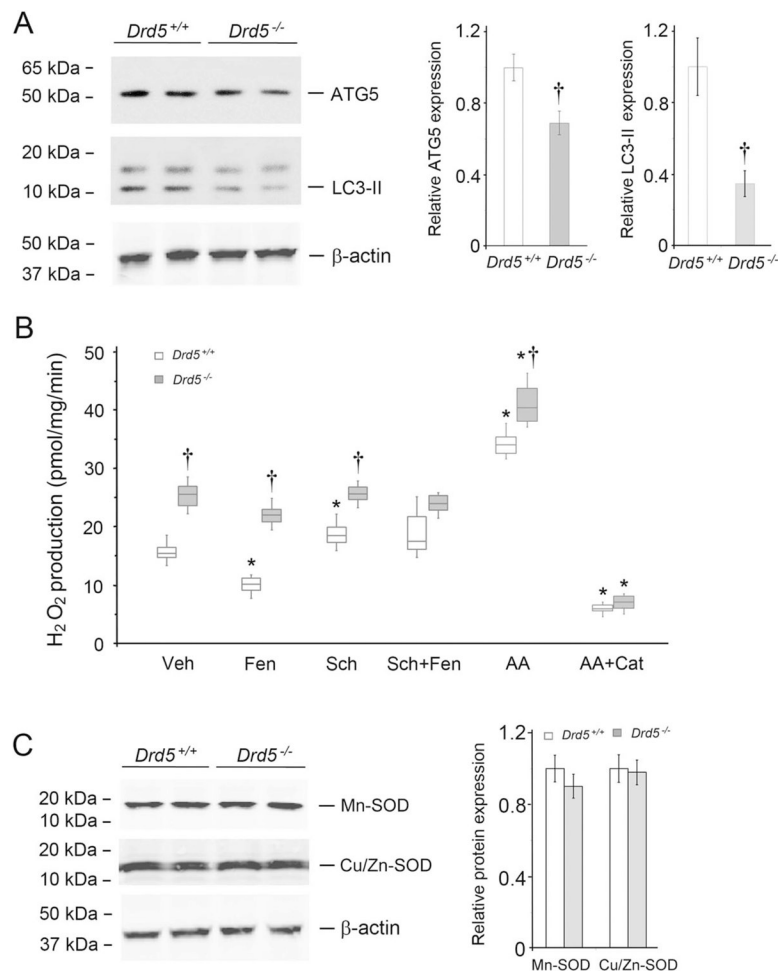 A
Drd5+/+ Drd5-/-
65 kDa –
50 kDa –
– ATG5
20 kDa –
10 kDa –
– LC3-II
50 kDa –
37 kDa –
– β-actin
Relative ATG5 expression
1.2
0.8
0.4
0
†
Drd5+/+ Drd5-/-
Relative LC3-II expression
1.2
0.8
0.4
0
†
Drd5+/+ Drd5-/-
B
H2O2 production (pmol/mg/min)
50
40
30
20
10
0
Drd5+/+
Drd5-/-
†
* †
* †
* *†
* *
Veh Fen Sch Sch+Fen AA AA+Cat
C
Drd5+/+ Drd5-/-
20 kDa –
10 kDa –
– Mn-SOD
20 kDa –
10 kDa –
– Cu/Zn-SOD
50 kDa –
37 kDa –
– β-actin
Relative protein expression
1.2
0.8
0.4
0
Drd5+/+ Drd5-/-
Mn-SOD Cu/Zn-SOD